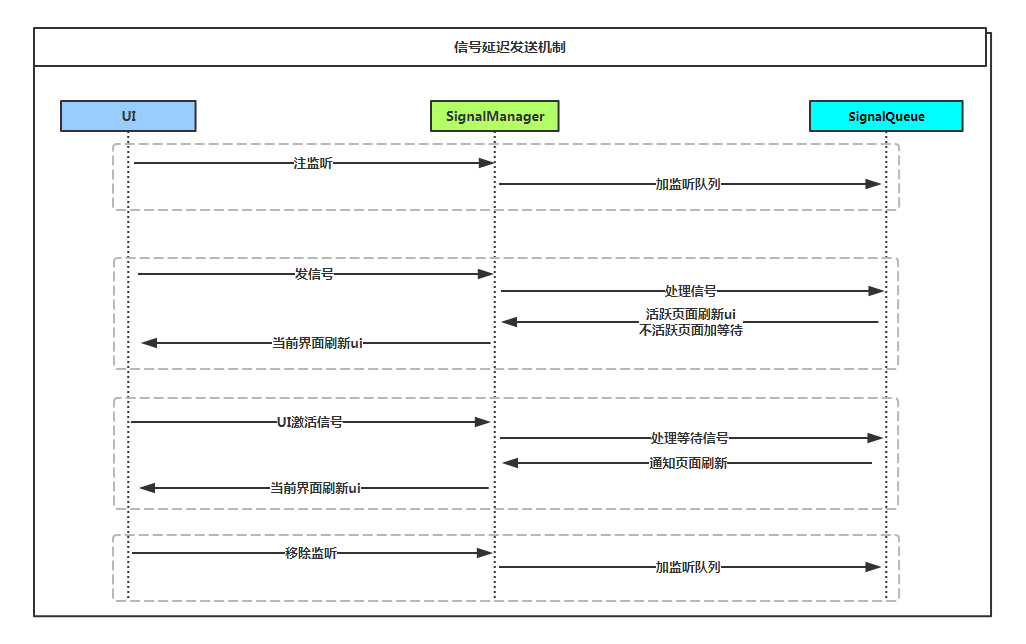 信号延迟发送机制
UI
SignalManager
SignalQueue
注监听
加监听队列
发信号
处理信号
活跃页面刷新ui
不活跃页面加等待
当前界面刷新ui
UI激活信号
处理等待信号
通知页面刷新
当前界面刷新ui
移除监听
加监听队列